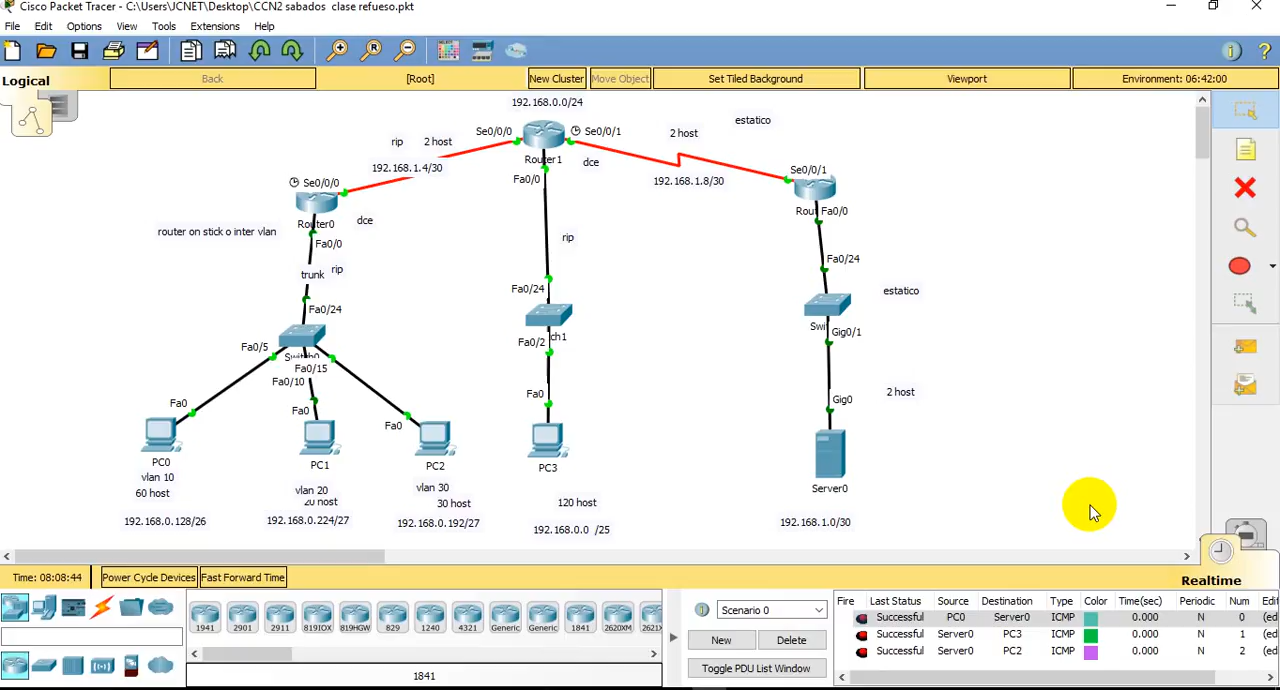 Cisco Packet Tracer - C:\Users\JCNET\Desktop\CCN2 sabados  clase refueso.pkt
File Edit Options View Tools Extensions Help
Logical Back [Root] New Cluster Move Object Set Tiled Background Viewport Environment: 06:42:00
192.168.0.0/24
estatico
rip 2 host Se0/0/0 Se0/0/1 2 host
Router1 dce
192.168.1.4/30 Fa0/0 192.168.1.8/30 Se0/0/1
Se0/0/0
Router0 dce Rout Fa0/0
router on stick o inter vlan
Fa0/0 rip
Fa0/24
trunk rip
Fa0/24 estatico
Fa0/24
Swi
Fa0/5 Switch0 Fa0/2 ch1 Gig0/1
Fa0/15
Fa0/10
Fa0 Fa0 Fa0 Fa0 Gig0 2 host
PC0 PC1 PC2 PC3
vlan 10 vlan 20 vlan 30 Server0
60 host host 30 host 120 host
192.168.0.128/26 192.168.0.224/27 192.168.0.192/27 192.168.0.0 /25 192.168.1.0/30
Time: 08:08:44 Power Cycle Devices Fast Forward Time Realtime
1941 2901 2911 819IOX 819HGW 829 1240 4321 Generic Generic 1841 2620XM 2621X
1841
Scenario 0
New Delete
Toggle PDU List Window
Fire Last Status Source Destination Type Color Time(sec) Periodic Num Edit
Successful PC0 Server0 ICMP 0.000 N 0 (ed
Successful Server0 PC3 ICMP 0.000 N 1 (ed
Successful Server0 PC2 ICMP 0.000 N 2 (ed